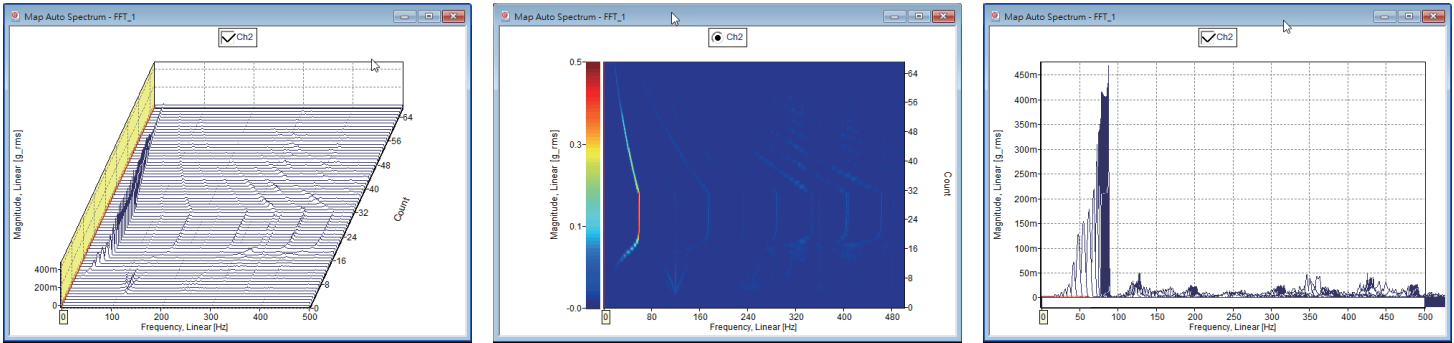 Map Auto Spectrum - FFT_1
Ch2
Magnitude, Linear [g_rms]
400m
200m
0
64
56
48
40
32
24
16
8
0
Count
0
100
200
300
400
500
Frequency, Linear [Hz]
Map Auto Spectrum - FFT_1
Ch2
Magnitude, Linear [g_rms]
0.5
0.3
0.1
-0.0
64
56
48
40
32
24
16
8
0
Count
0
80
160
240
320
400
480
Frequency, Linear [Hz]
Map Auto Spectrum - FFT_1
Ch2
Magnitude, Linear [g_rms]
450m
400m
350m
300m
250m
200m
150m
100m
50m
0
0
50
100
150
200
250
300
350
400
450
500
Frequency, Linear [Hz]